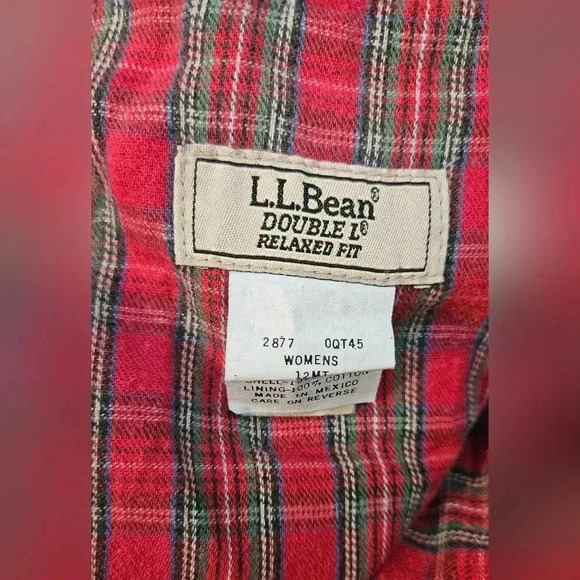 L.L.Bean®
DOUBLE L®
RELAXED FIT
2877 0QT45
WOMENS
12MT
COTTON
LINING-100% COTTON
MADE IN MEXICO
CARE ON REVERSE